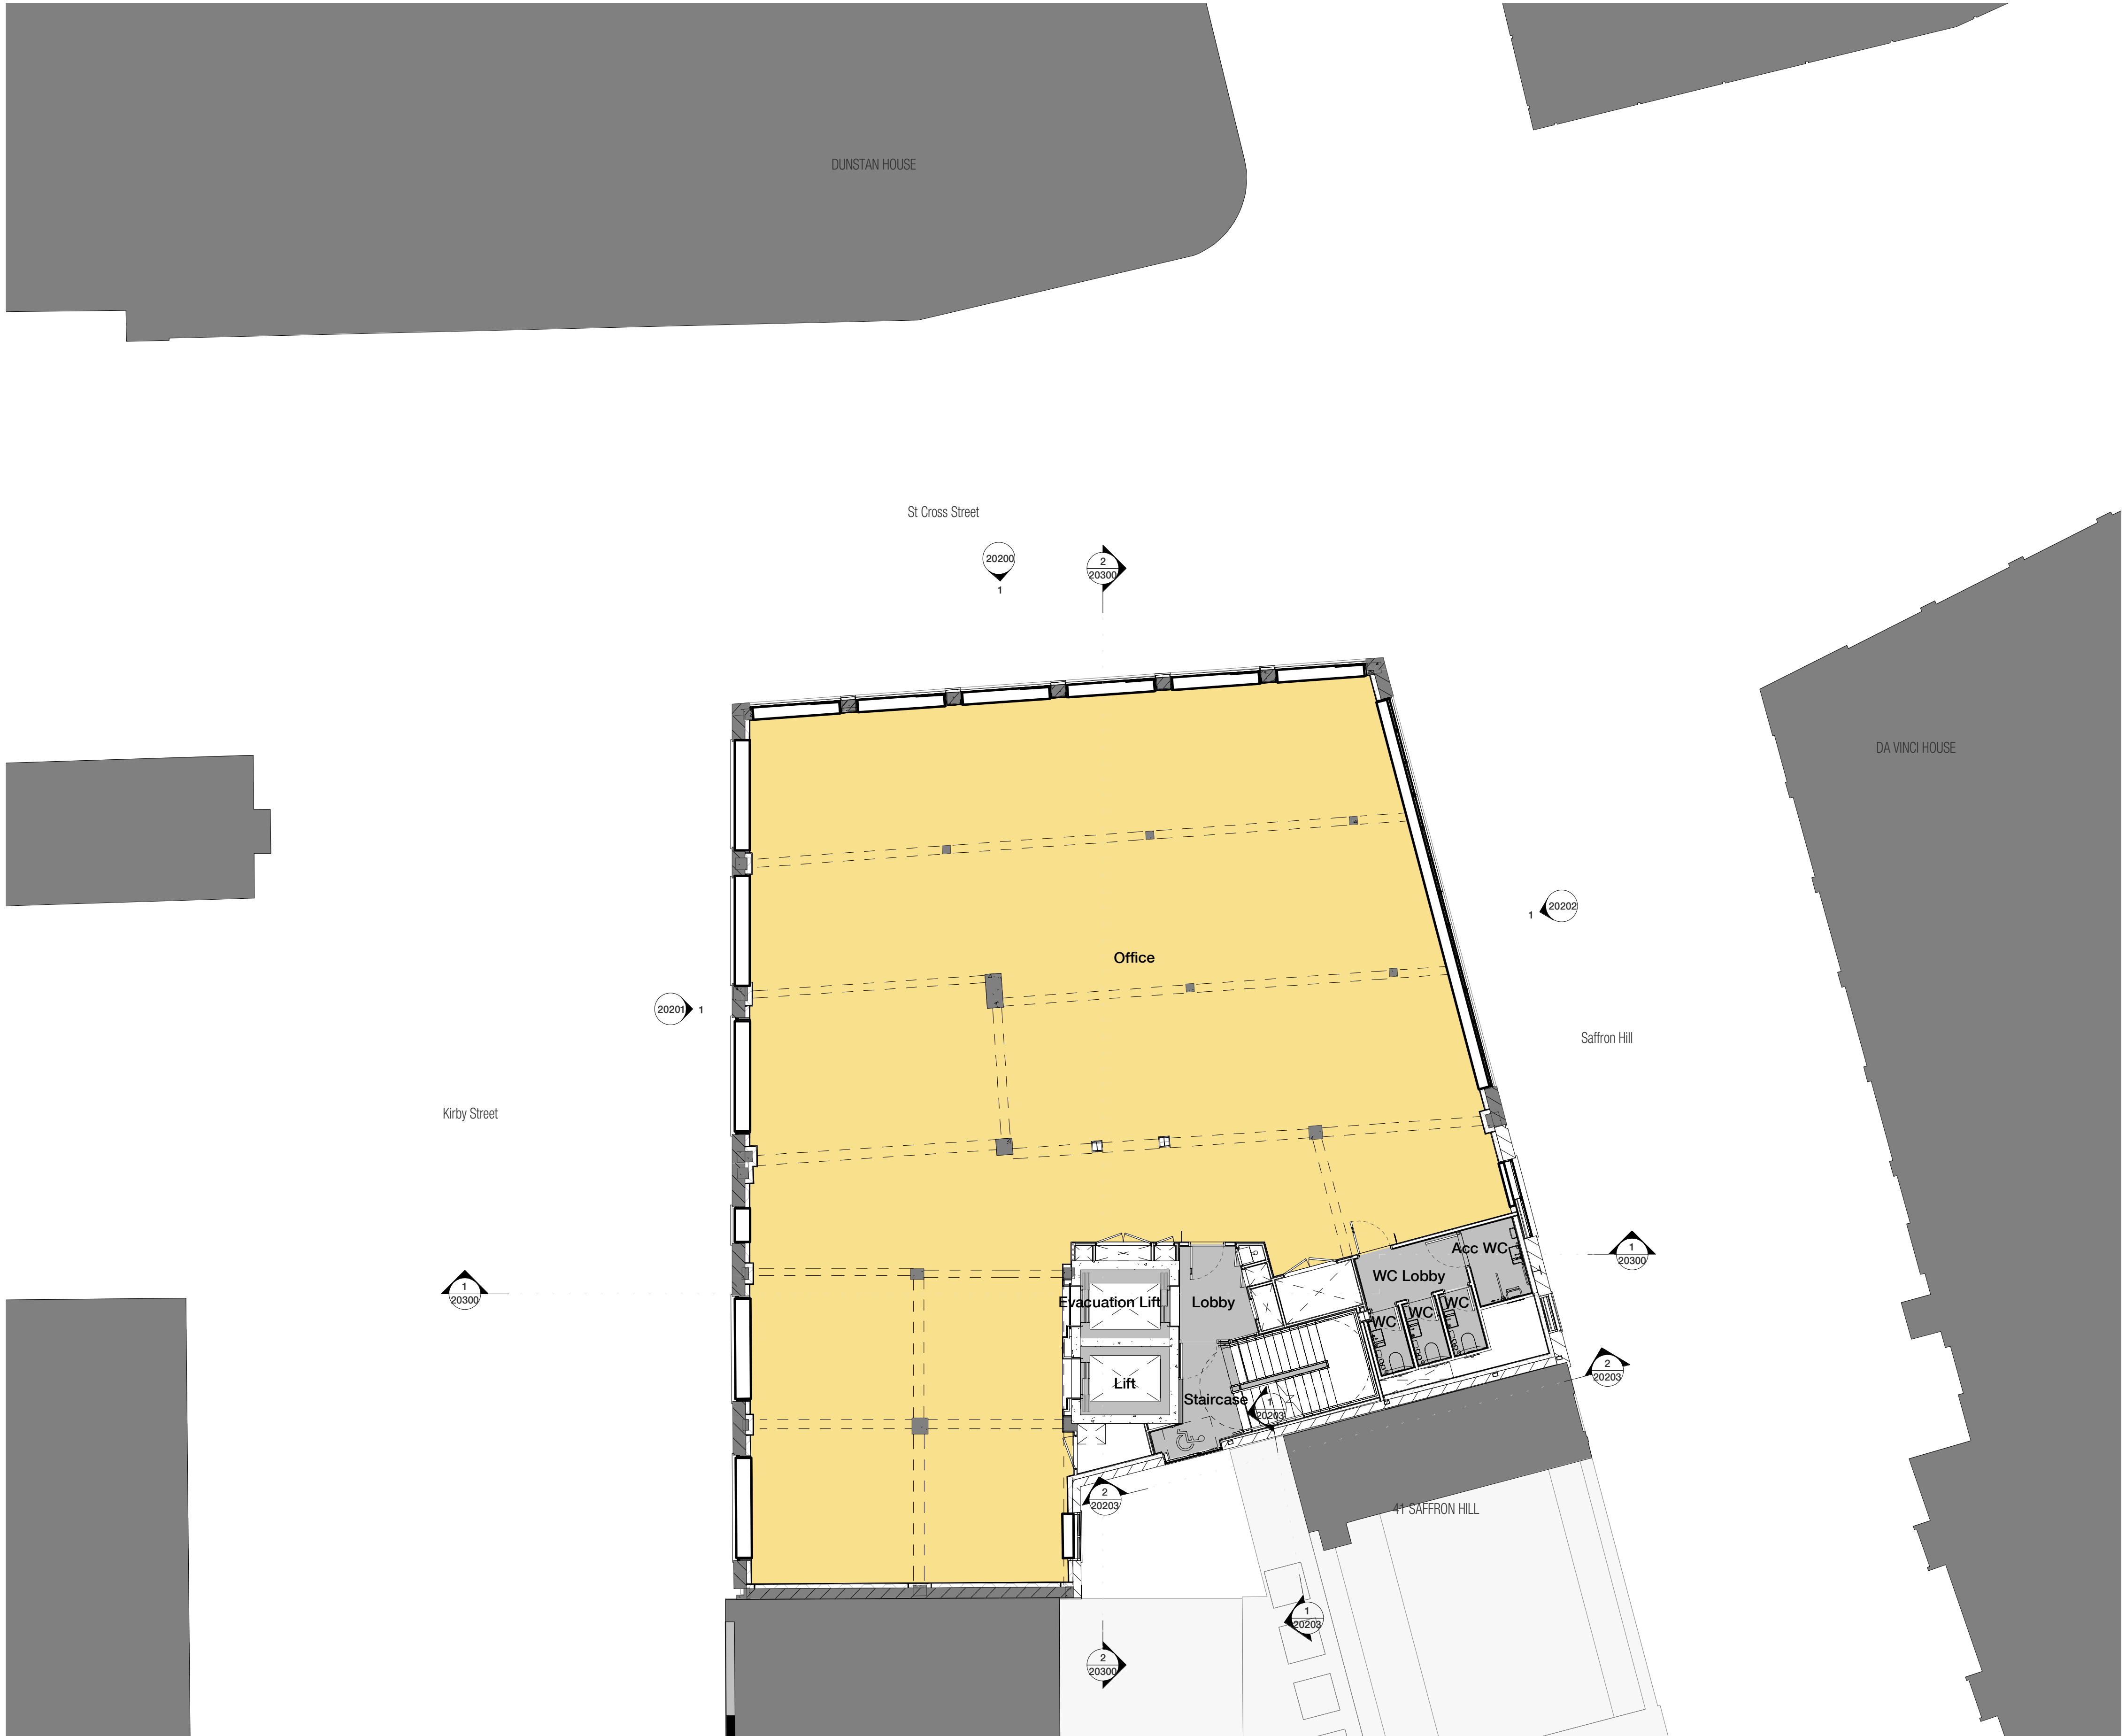 DUNSTAN HOUSE
St Cross Street
20200
1
2
20300
DA VINCI HOUSE
20202
1
Office
20201
1
Saffron Hill
Kirby Street
Acc WC
1
20300
WC Lobby
1
20300
Evacuation Lift
Lobby
WC
WC
WC
2
20203
Lift
Staircase
1
20203
2
20203
41 SAFFRON HILL
1
20203
2
20300